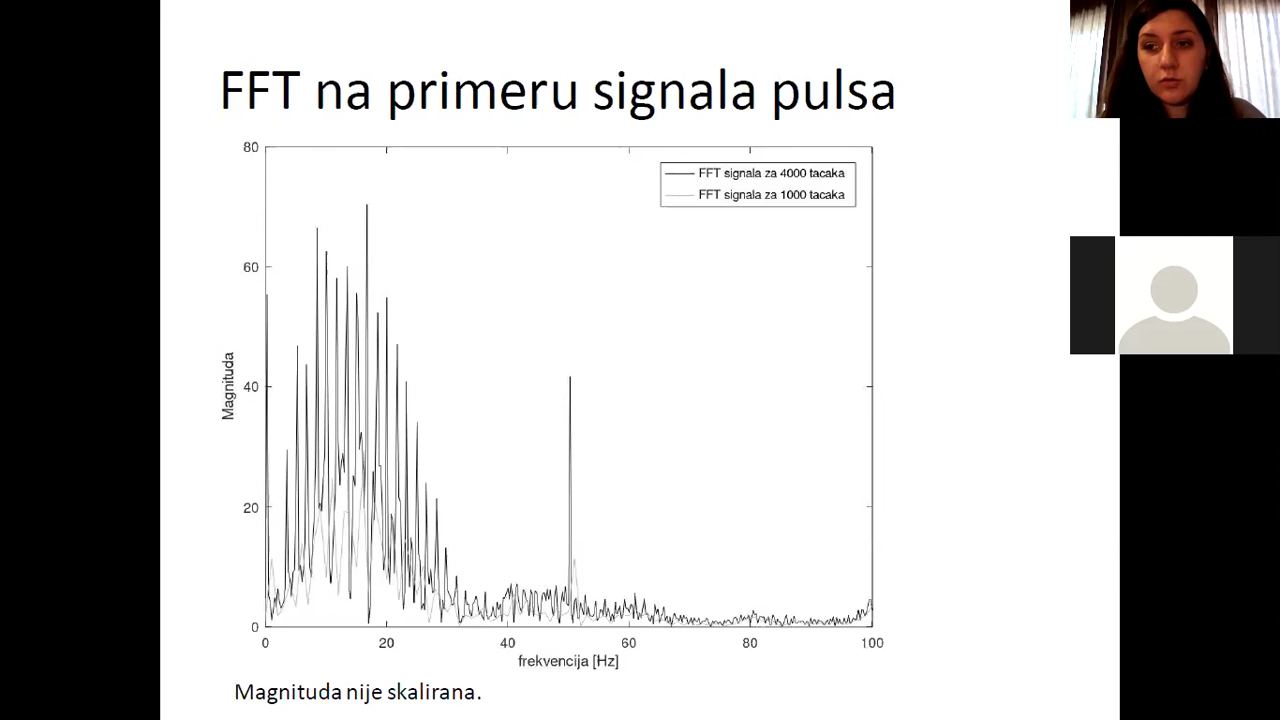 FFT na primeru signala pulsa
80
60
40
20
0
Magnituda
FFT signala za 4000 tacaka
FFT signala za 1000 tacaka
0 20 40 60 80 100
frekvencija [Hz]
Magnituda nije skalirana.